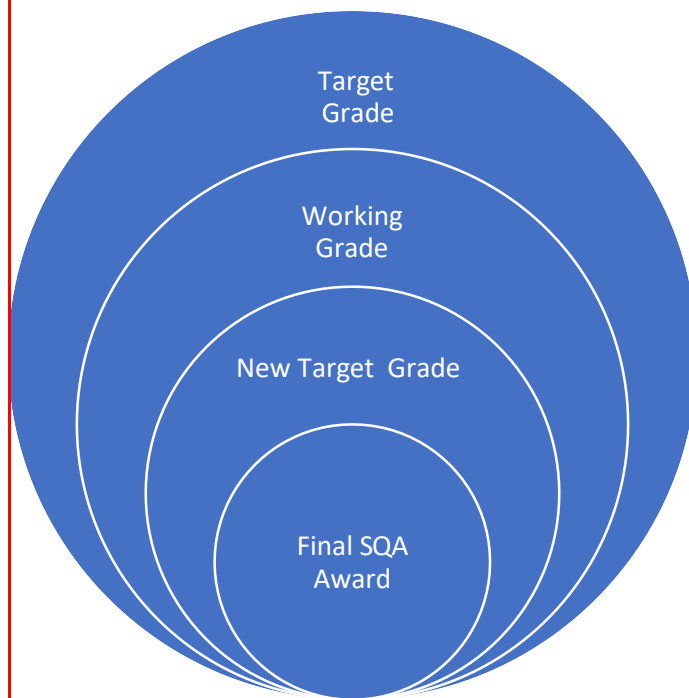 Target
Grade
Working
Grade
New Target  Grade
Final SQA
Award